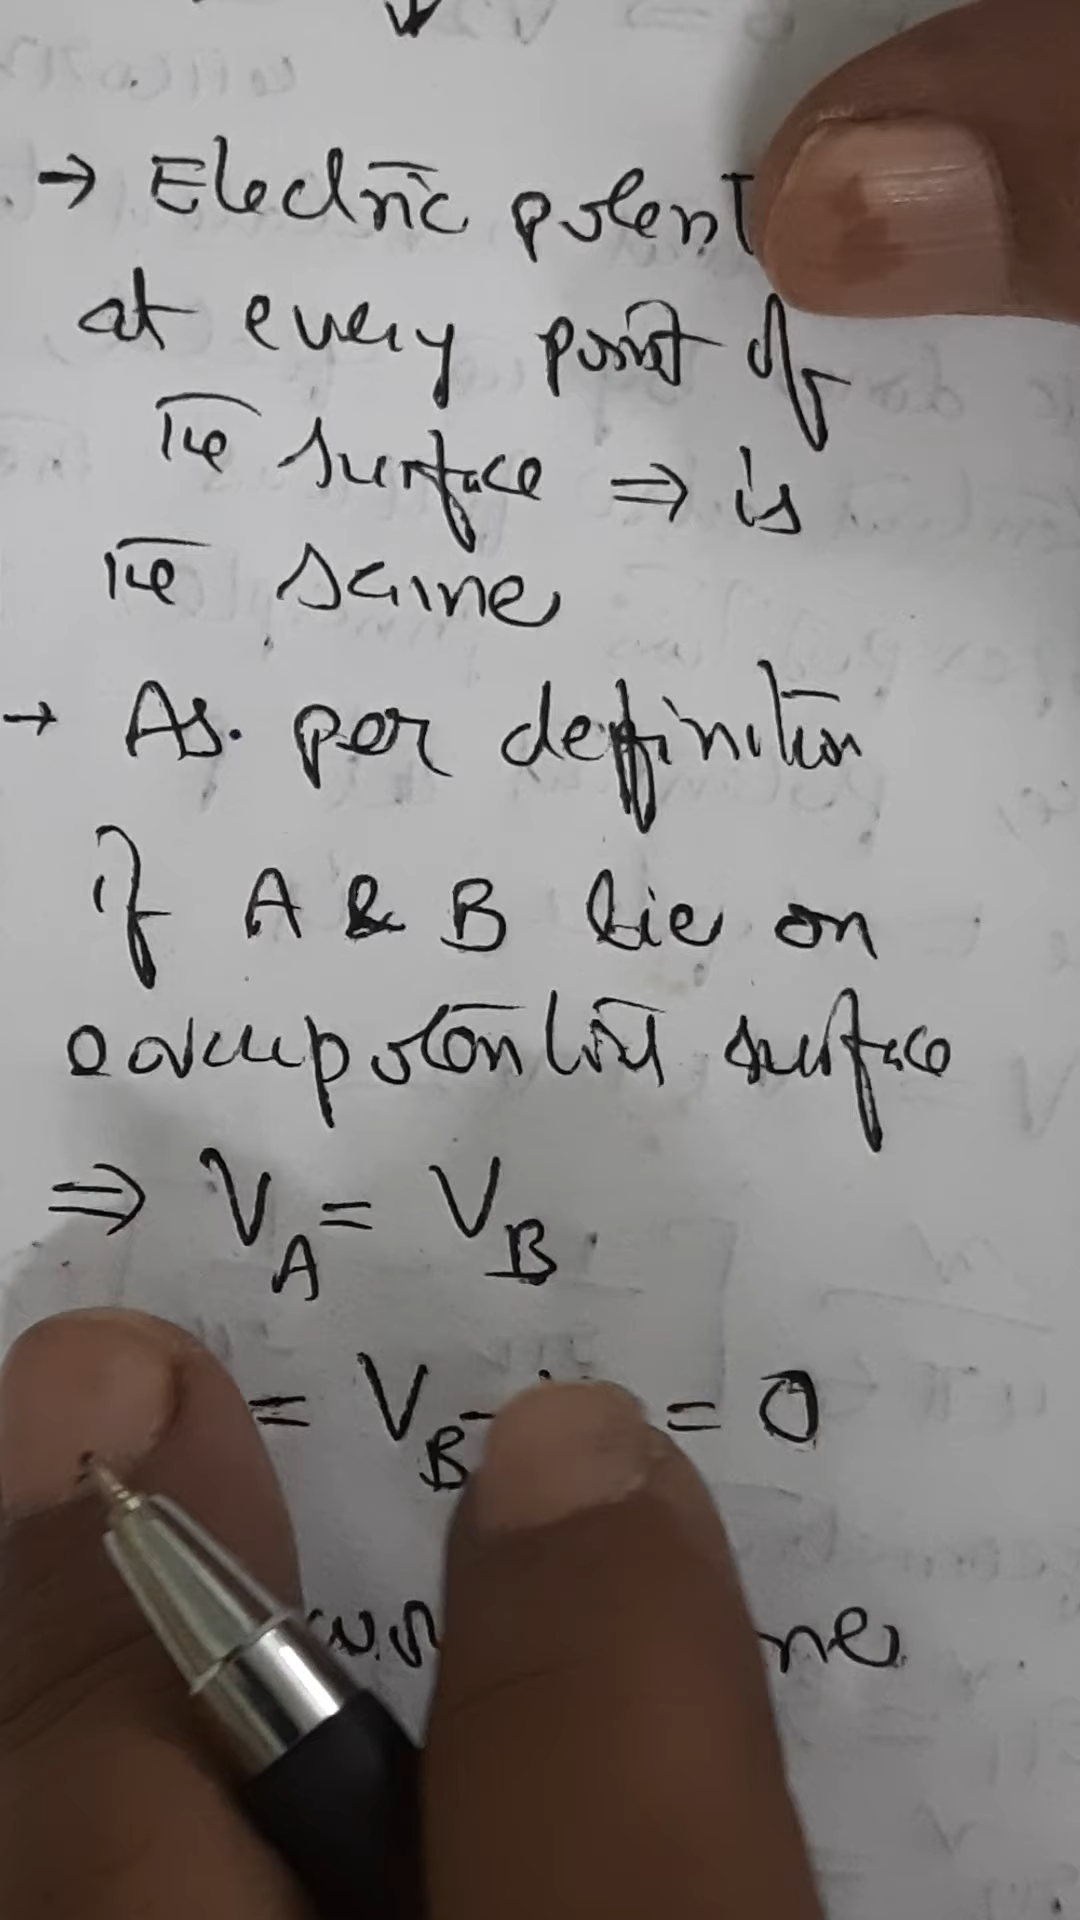 → Electric potent
at every point of
the surface ⇒ is
the same
→ As. per definition
if A & B lie on
equipotential surface
⇒ V_A = V_B
= V_B - = 0